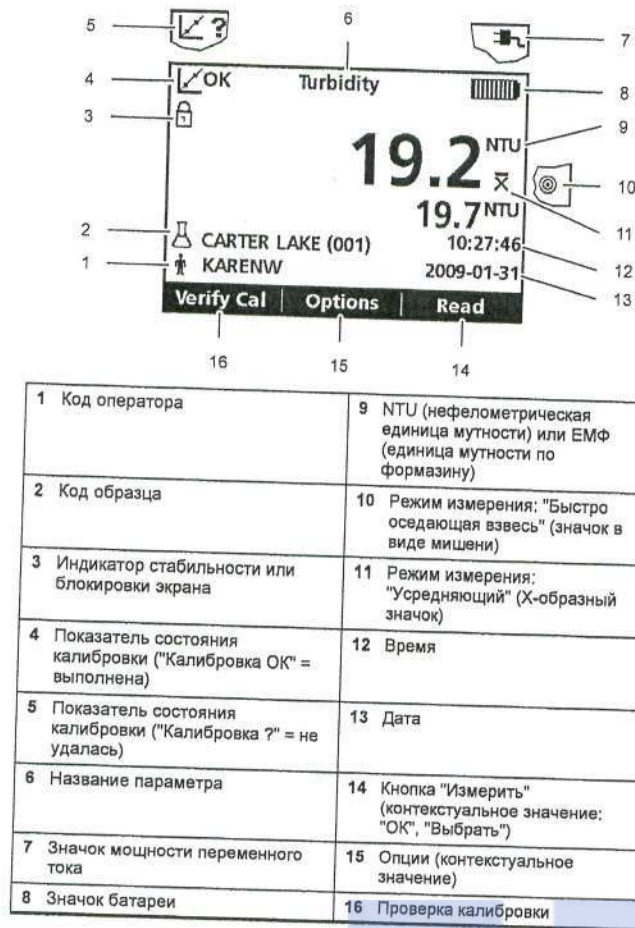 5
?
6
7
4
OK
Turbidity
8
3
19.2 NTU
9
10
X
11
19.7 NTU
2
CARTER LAKE (001)
10:27:46
12
1
KARENW
2009-01-31
13
Verify Cal
Options
Read
16
15
14
1 Код оператора
9 NTU (нефелометрическая
единица мутности) или ЕМФ
(единица мутности по
формазину)
2 Код образца
10 Режим измерения: "Быстро
оседающая взвесь" (значок в
виде мишени)
3 Индикатор стабильности или
блокировки экрана
11 Режим измерения:
"Усредняющий" (Х-образный
значок)
4 Показатель состояния
калибровки ("Калибровка ОК" =
выполнена)
12 Время
5 Показатель состояния
калибровки ("Калибровка ?" = не
удалась)
13 Дата
6 Название параметра
14 Кнопка "Измерить"
(контекстуальное значение:
"ОК", "Выбрать")
7 Значок мощности переменного
тока
15 Опции (контекстуальное
значение)
8 Значок батареи
16 Проверка калибровки